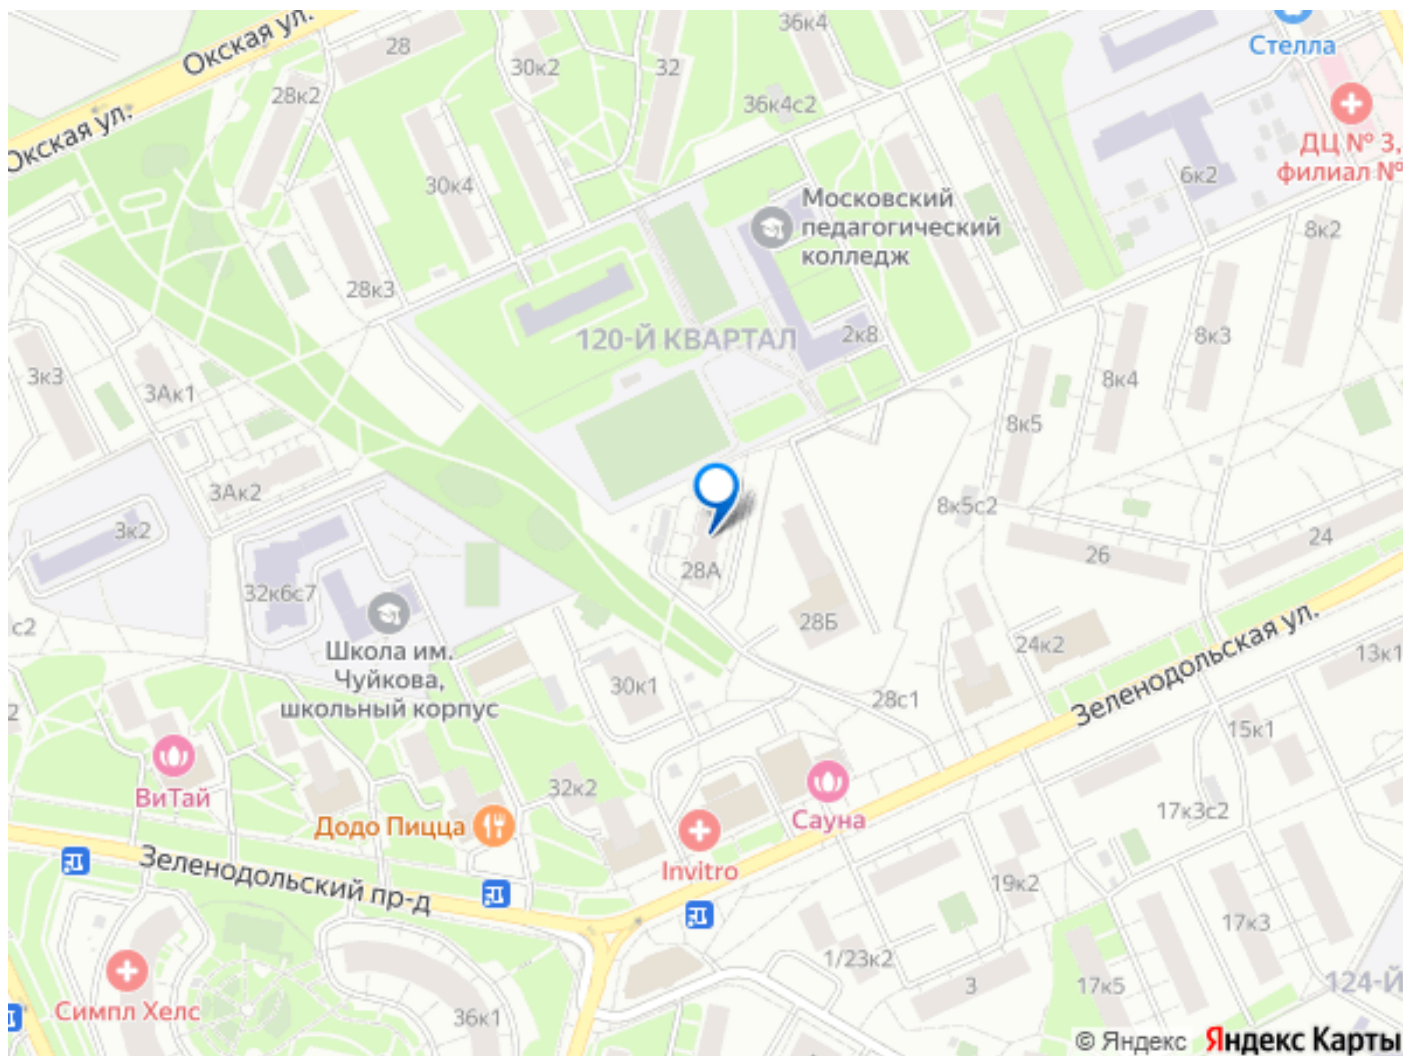 36к4
Окская ул.
28
Стелла
30к2
32
28к2
36к4с2
ДЦ № 3,
филиал №
Окская ул.
30к4
6к2
Московский
педагогический
колледж
8к2
28к3
120-Й КВАРТАЛ
2к8
8к3
3к3
3Ак1
8к4
8к5
3Ак2
8к5с2
3к2
26
24
28А
32к6с7
28Б
с2
Школа им.
Чуйкова,
школьный корпус
24к2
Зеленодольская ул.
13к1
30к1
28с1
2
15к1
ВиТай
32к2
Додо Пицца
Сауна
17к3с2
Зеленодольский пр-д
Invitro
19к2
17к3
1/23к2
3
17к5
124-Й
Симпл Хелс
36к1
© Яндекс Яндекс Карты